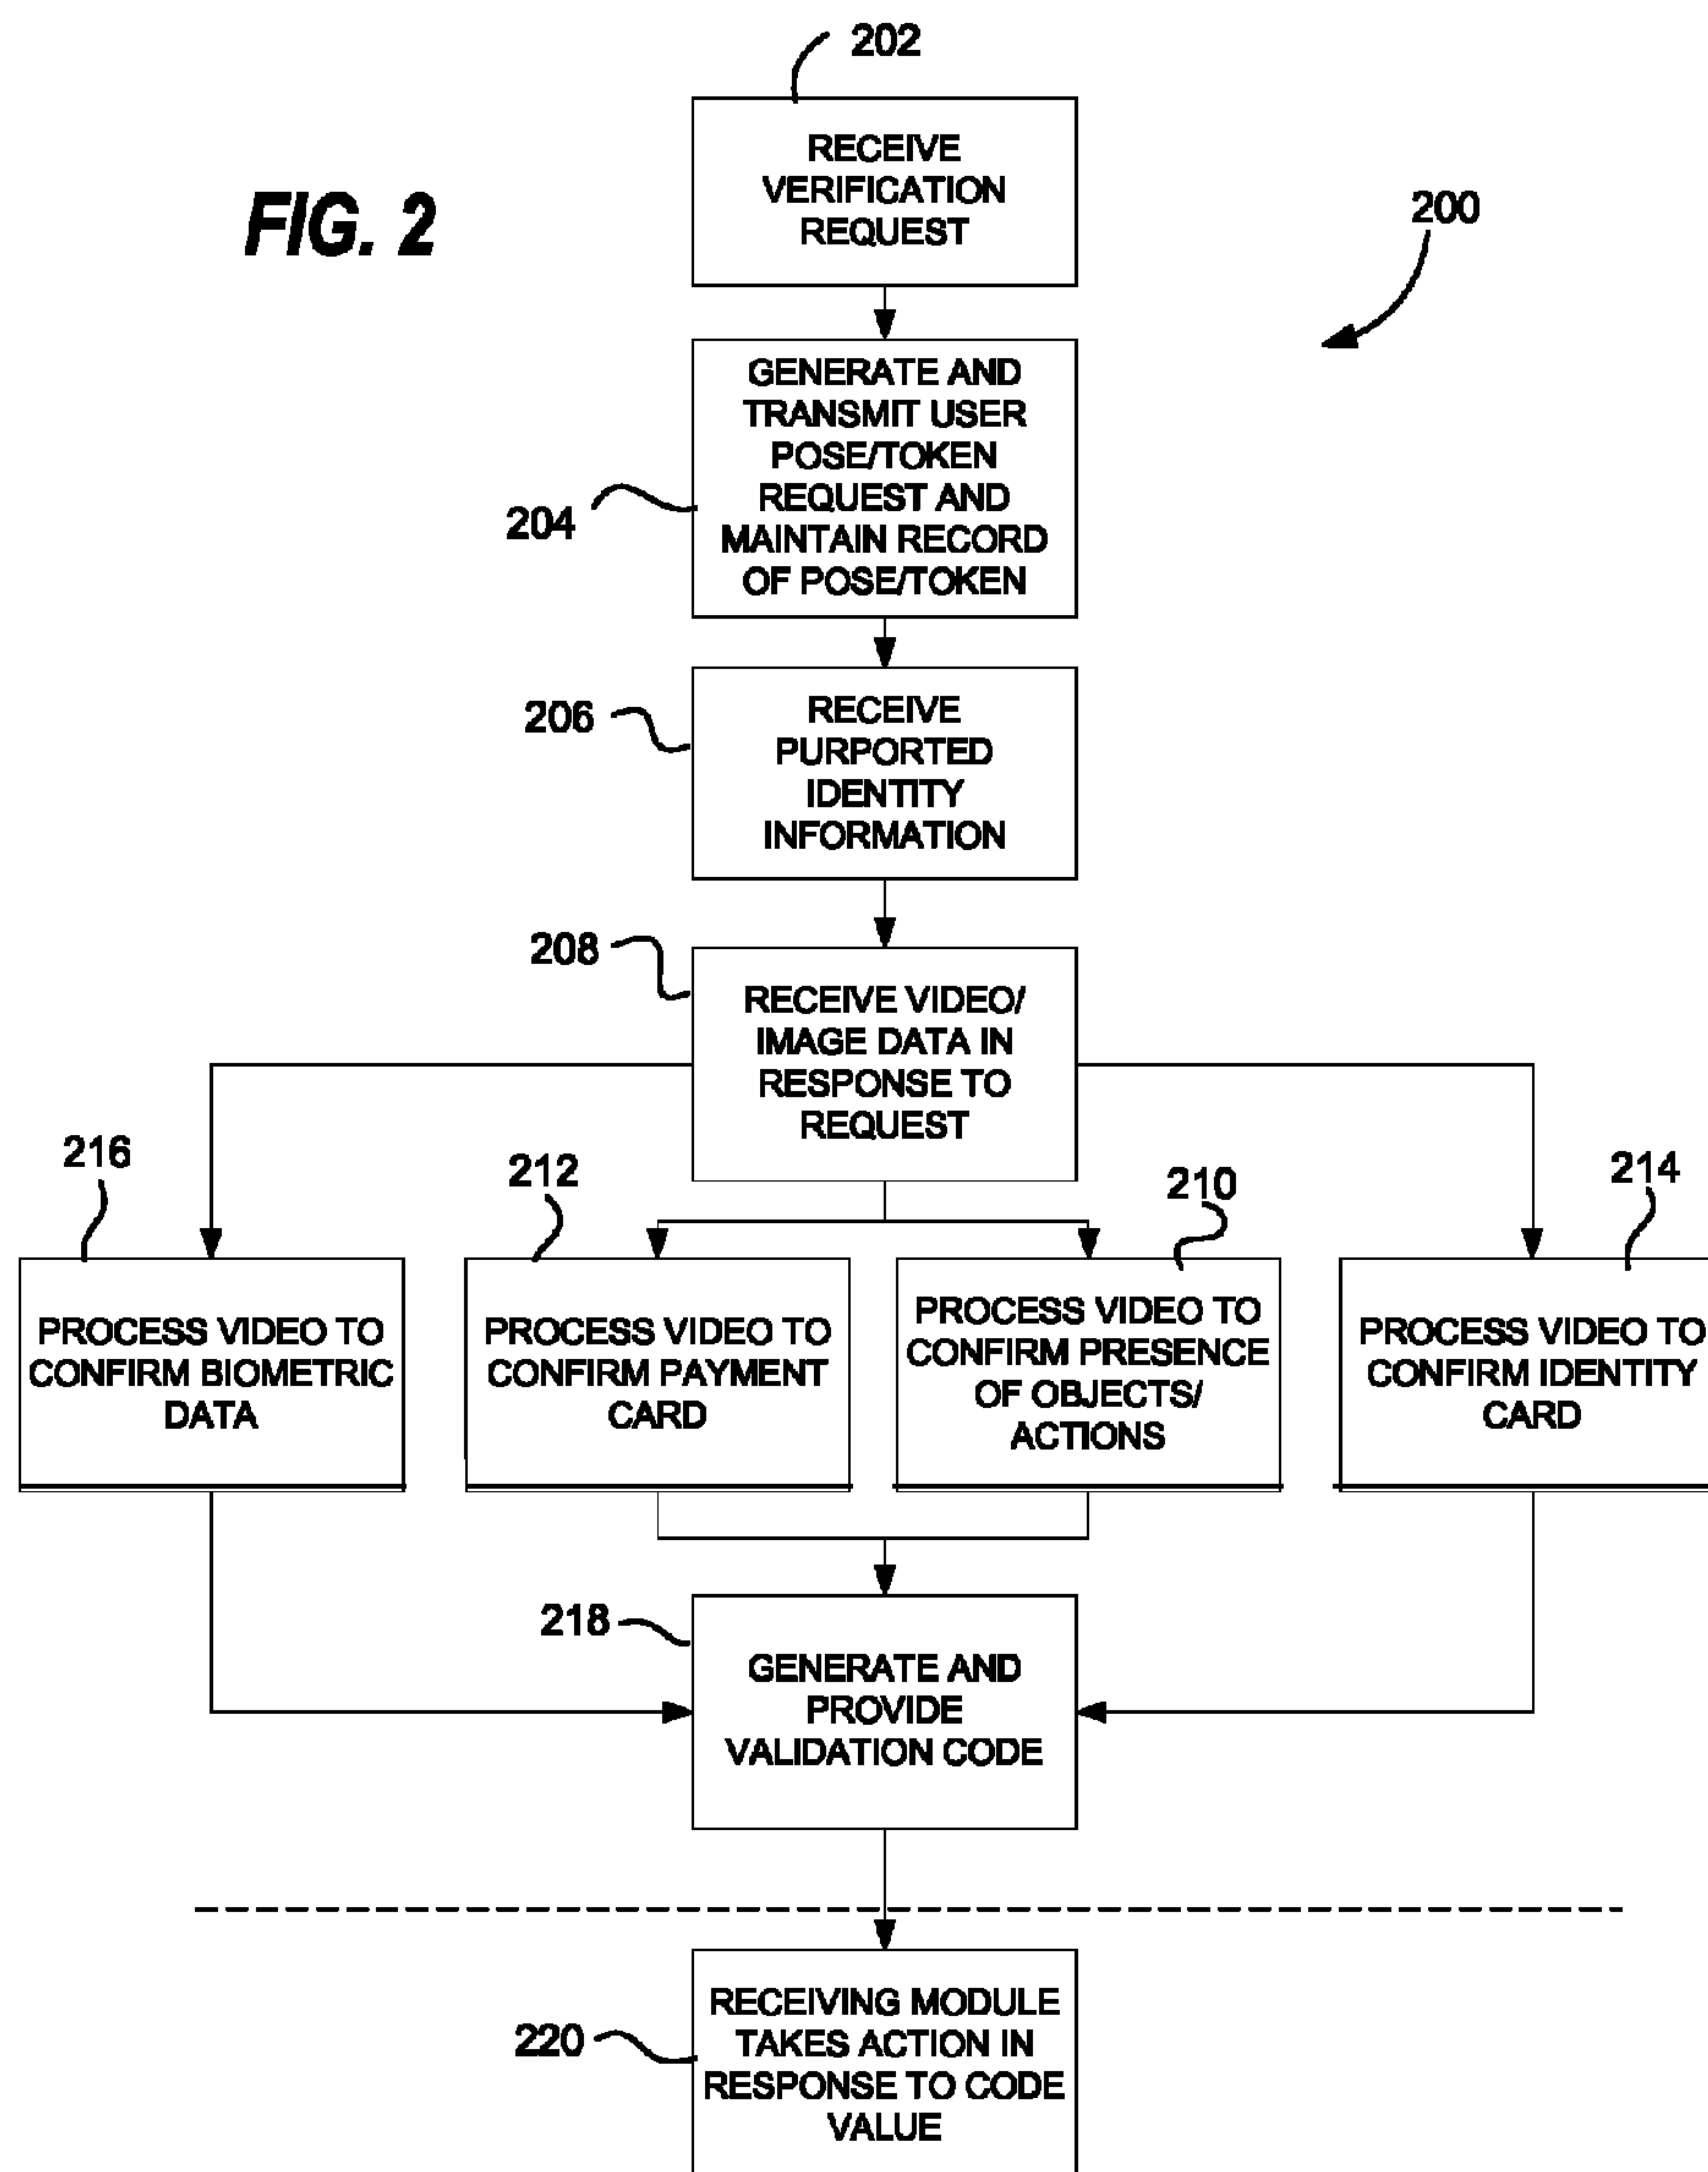 202
RECEIVE
VERIFICATION
REQUEST
FIG. 2
200
GENERATE AND
TRANSMIT USER
POSE/TOKEN
REQUEST AND
MAINTAIN RECORD
OF POSE/TOKEN
204
206
RECEIVE
PURPORTED
IDENTITY
INFORMATION
208
RECEIVE VIDEO/
IMAGE DATA IN
RESPONSE TO
REQUEST
216
212
210
214
PROCESS VIDEO TO
CONFIRM BIOMETRIC
DATA
PROCESS VIDEO TO
CONFIRM PAYMENT
CARD
PROCESS VIDEO TO
CONFIRM PRESENCE
OF OBJECTS/
ACTIONS
PROCESS VIDEO TO
CONFIRM IDENTITY
CARD
218
GENERATE AND
PROVIDE
VALIDATION CODE
220
RECEIVING MODULE
TAKES ACTION IN
RESPONSE TO CODE
VALUE